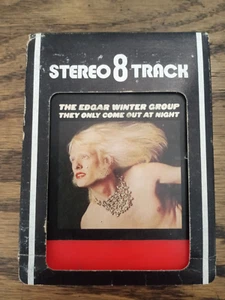 STEREO 8 TRACK
THE EDGAR WINTER GROUP
THEY ONLY COME OUT AT NIGHT